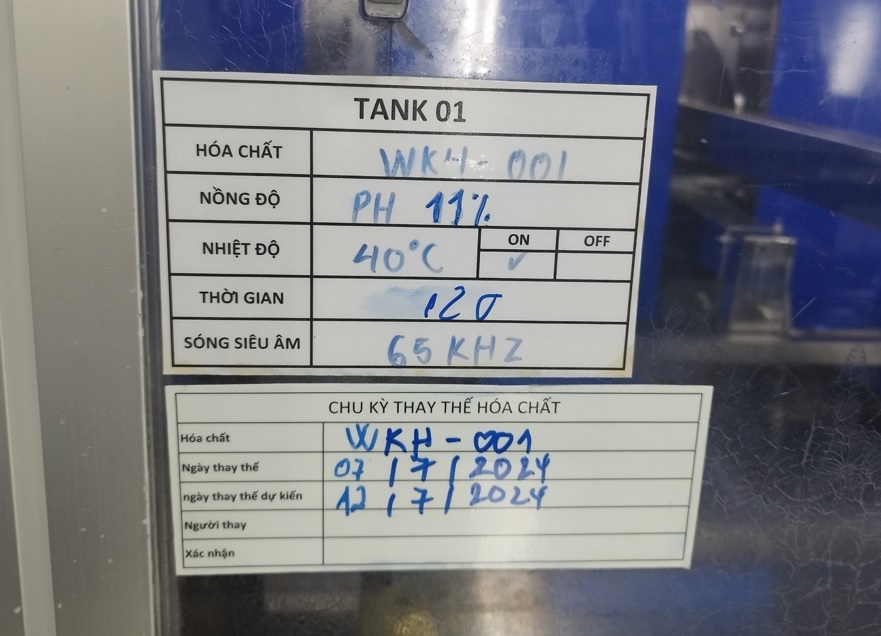 TANK 01
HÓA CHẤT WKH-001
NỒNG ĐỘ PH 11%
NHIỆT ĐỘ 40°C ON ✓ OFF
THỜI GIAN 120
SÓNG SIÊU ÂM 65 KHZ
CHU KỲ THAY THẾ HÓA CHẤT
Hóa chất WKH-001
Ngày thay thế 07/7/2024
ngày thay thế dự kiến 12/7/2024
Người thay
Xác nhận